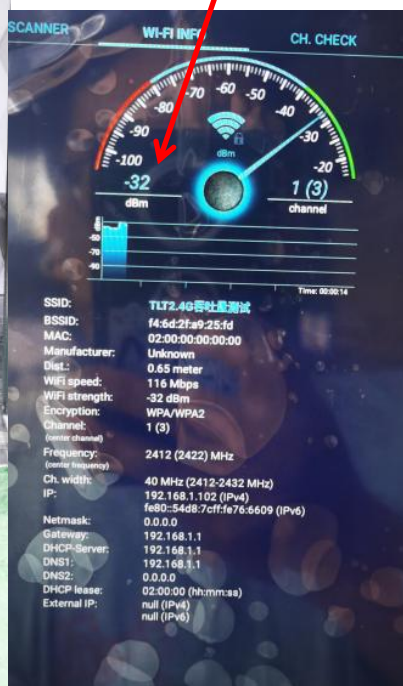 SCANNER
WI-FI INFO
CH. CHECK
-100
-90
-80
-70
-60
-50
-40
-30
-20
dBm
-32
dBm
1 (3)
channel
-50
-70
-90
Time: 00:00:14
SSID: TLT2.4G吞吐量测试
BSSID: f4:6d:2f:a9:25:fd
MAC: 02:00:00:00:00:00
Manufacturer: Unknown
Dist.: 0.65 meter
WiFi speed: 116 Mbps
WiFi strength: -32 dBm
Encryption: WPA/WPA2
Channel: 1 (3)
(center channel)
Frequency: 2412 (2422) MHz
(center frequency)
Ch. width: 40 MHz (2412-2432 MHz)
IP: 192.168.1.102 (IPv4)
fe80::54d8:7cff:fe76:6609 (IPv6)
Netmask: 0.0.0.0
Gateway: 192.168.1.1
DHCP-Server: 192.168.1.1
DNS1: 192.168.1.1
DNS2: 0.0.0.0
DHCP lease: 02:00:00 (hh:mm:ss)
External IP: null (IPv4)
null (IPv6)